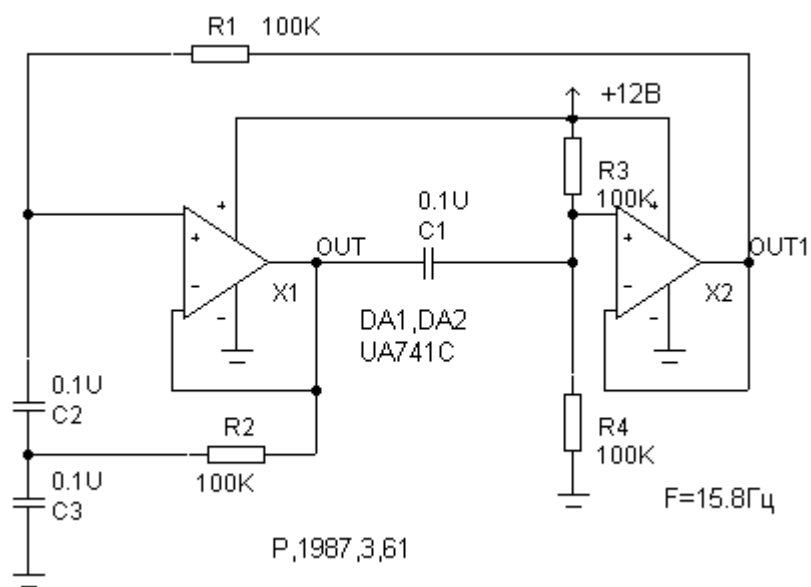 R1 100K
+12В
R3
100K
0.1U
C1
+
+
-
-
X1
OUT
+
+
-
-
X2
OUT1
DA1,DA2
UA741C
0.1U
C2
R2
100K
0.1U
C3
R4
100K
F=15.8Гц
Р,1987,3,61